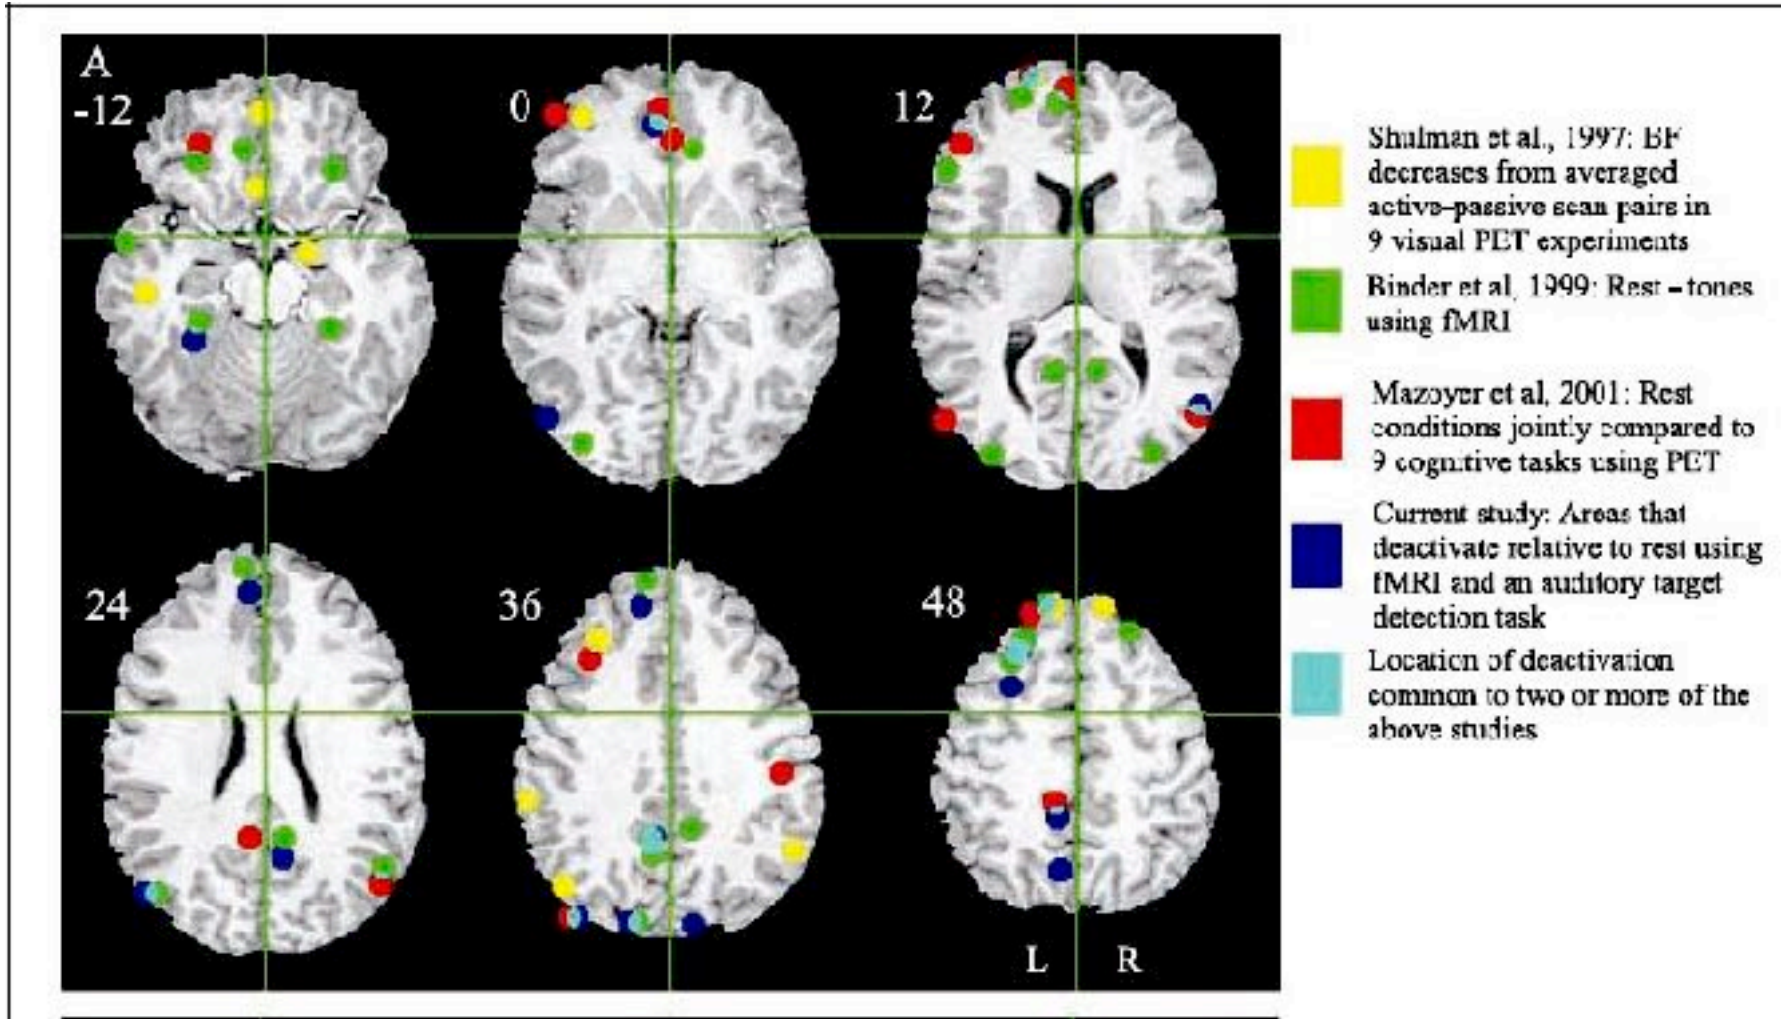 A
-12
0
12
24
36
48
L R
Shulman et al., 1997: BF
decreases from averaged
active-passive scan pairs in
9 visual PET experiments
Binder et al, 1999: Rest - tones
using fMRI
Mazoyer et al, 2001: Rest
conditions jointly compared to
9 cognitive tasks using PET
Current study: Areas that
deactivate relative to rest using
fMRI and an auditory target
detection task
Location of deactivation
common to two or more of the
above studies